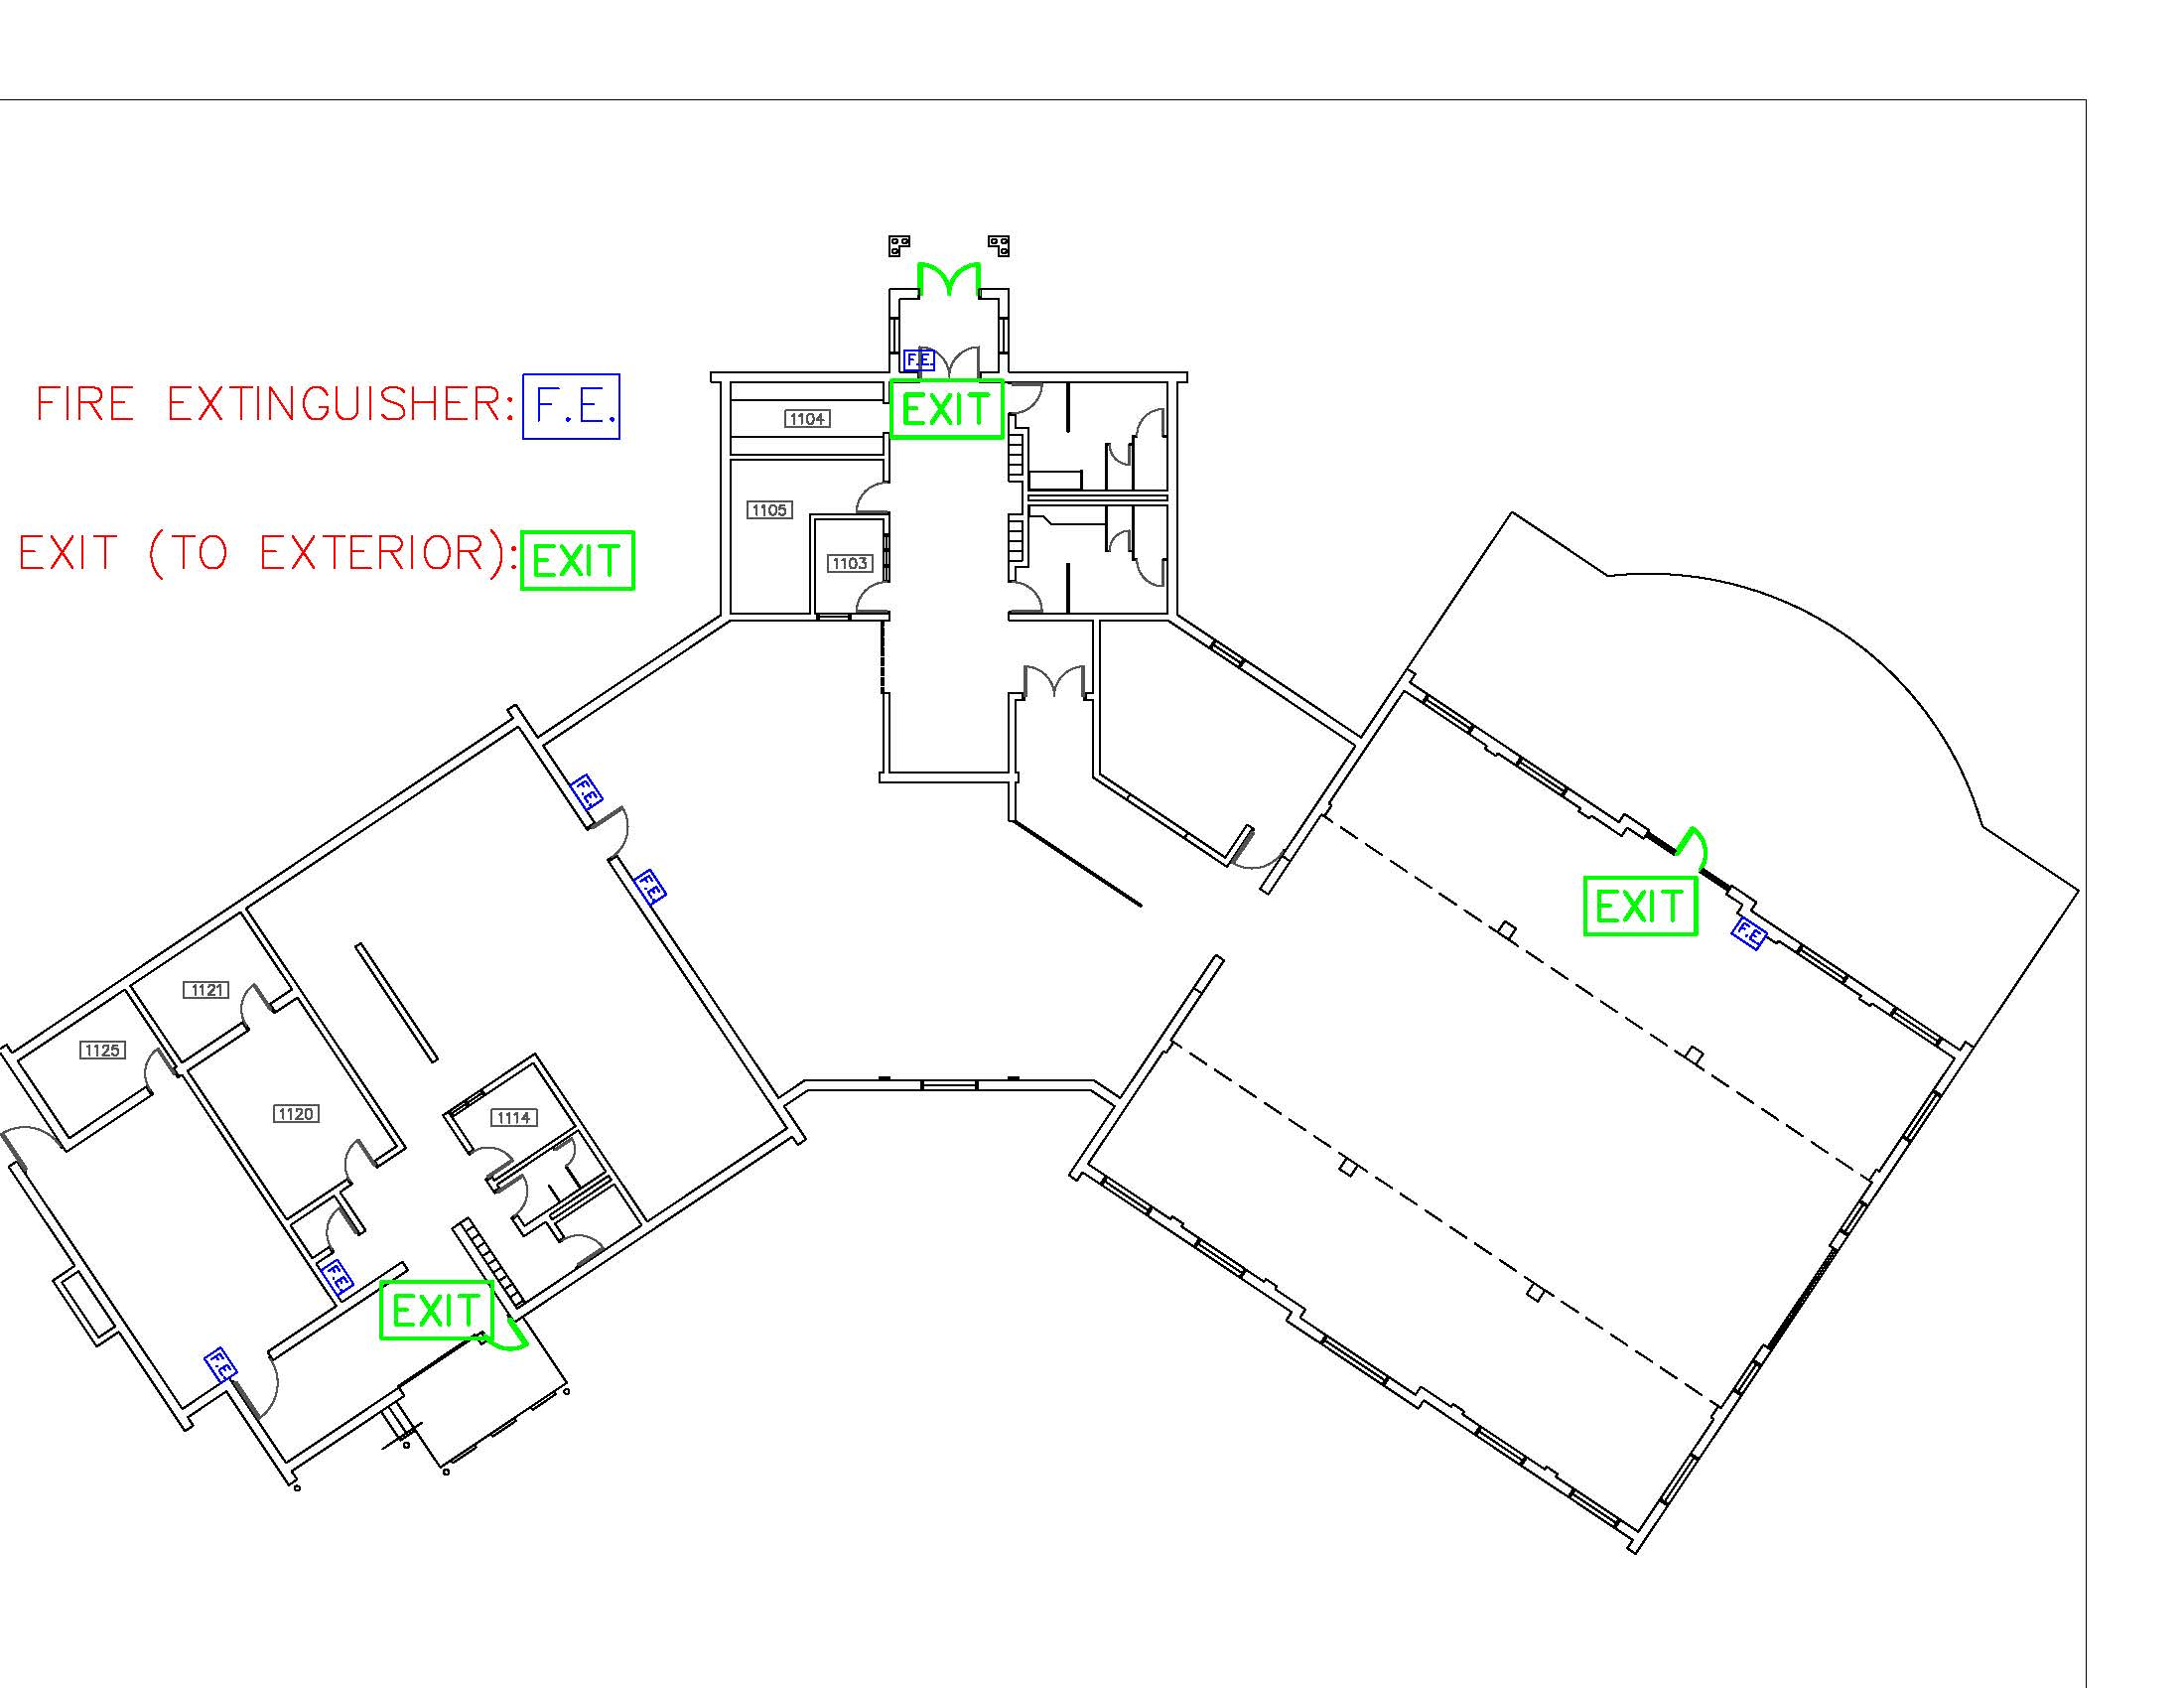 F.E.
EXIT
FIRE EXTINGUISHER: F.E.
1104
1105
EXIT (TO EXTERIOR): EXIT
1103
F.E.
F.E.
EXIT
F.E.
1121
1125
1120
1114
F.E.
EXIT
F.E.